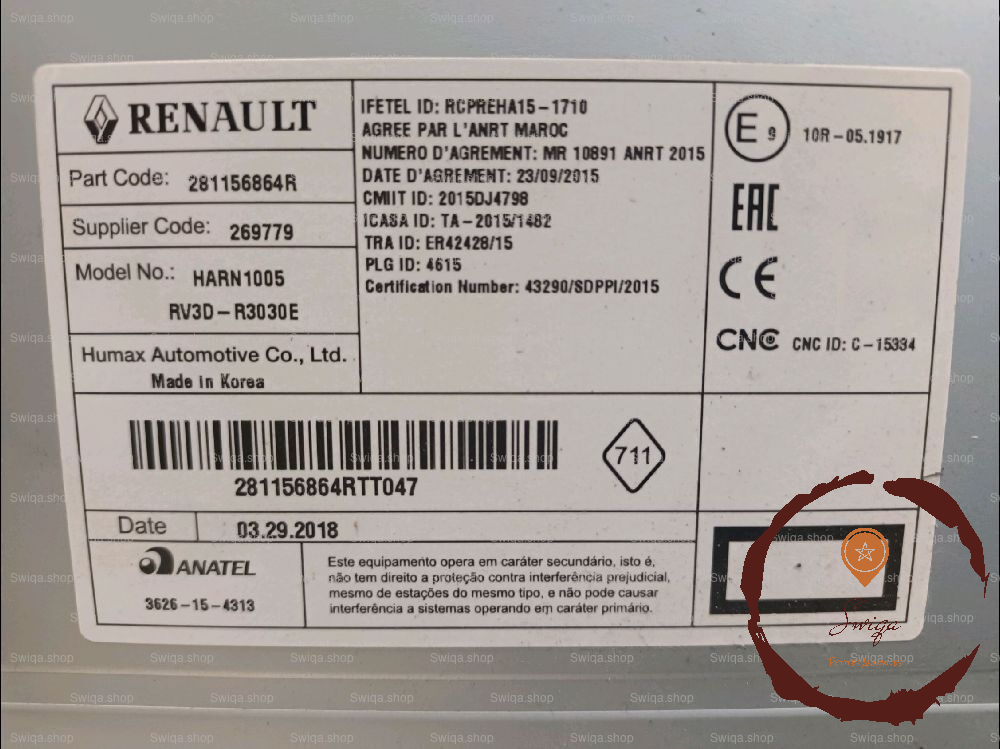 RENAULT
Part Code: 281156864R
Supplier Code: 269779
Model No.: HARN1005
RV3D-R3030E
Humax Automotive Co., Ltd.
Made in Korea
IFETEL ID: RCPREHA15-1710
AGREE PAR L'ANRT MAROC
NUMERO D'AGREMENT: MR 10891 ANRT 2015
DATE D'AGREMENT: 23/09/2015
CMIIT ID: 2015DJ4798
ICASA ID: TA-2015/1482
TRA ID: ER42428/15
PLG ID: 4615
Certification Number: 43290/SDPPI/2015
E9 10R-05.1917
EAC
CE
CNC CNC ID: C-15334
281156864RTT047
711
Date 03.29.2018
ANATEL
3626-15-4313
Este equipamento opera em caráter secundário, isto é,
não tem direito a proteção contra interferência prejudicial,
mesmo de estações do mesmo tipo, e não pode causar
interferência a sistemas operando em caráter primário.
Swiqa
Swiqa.shop